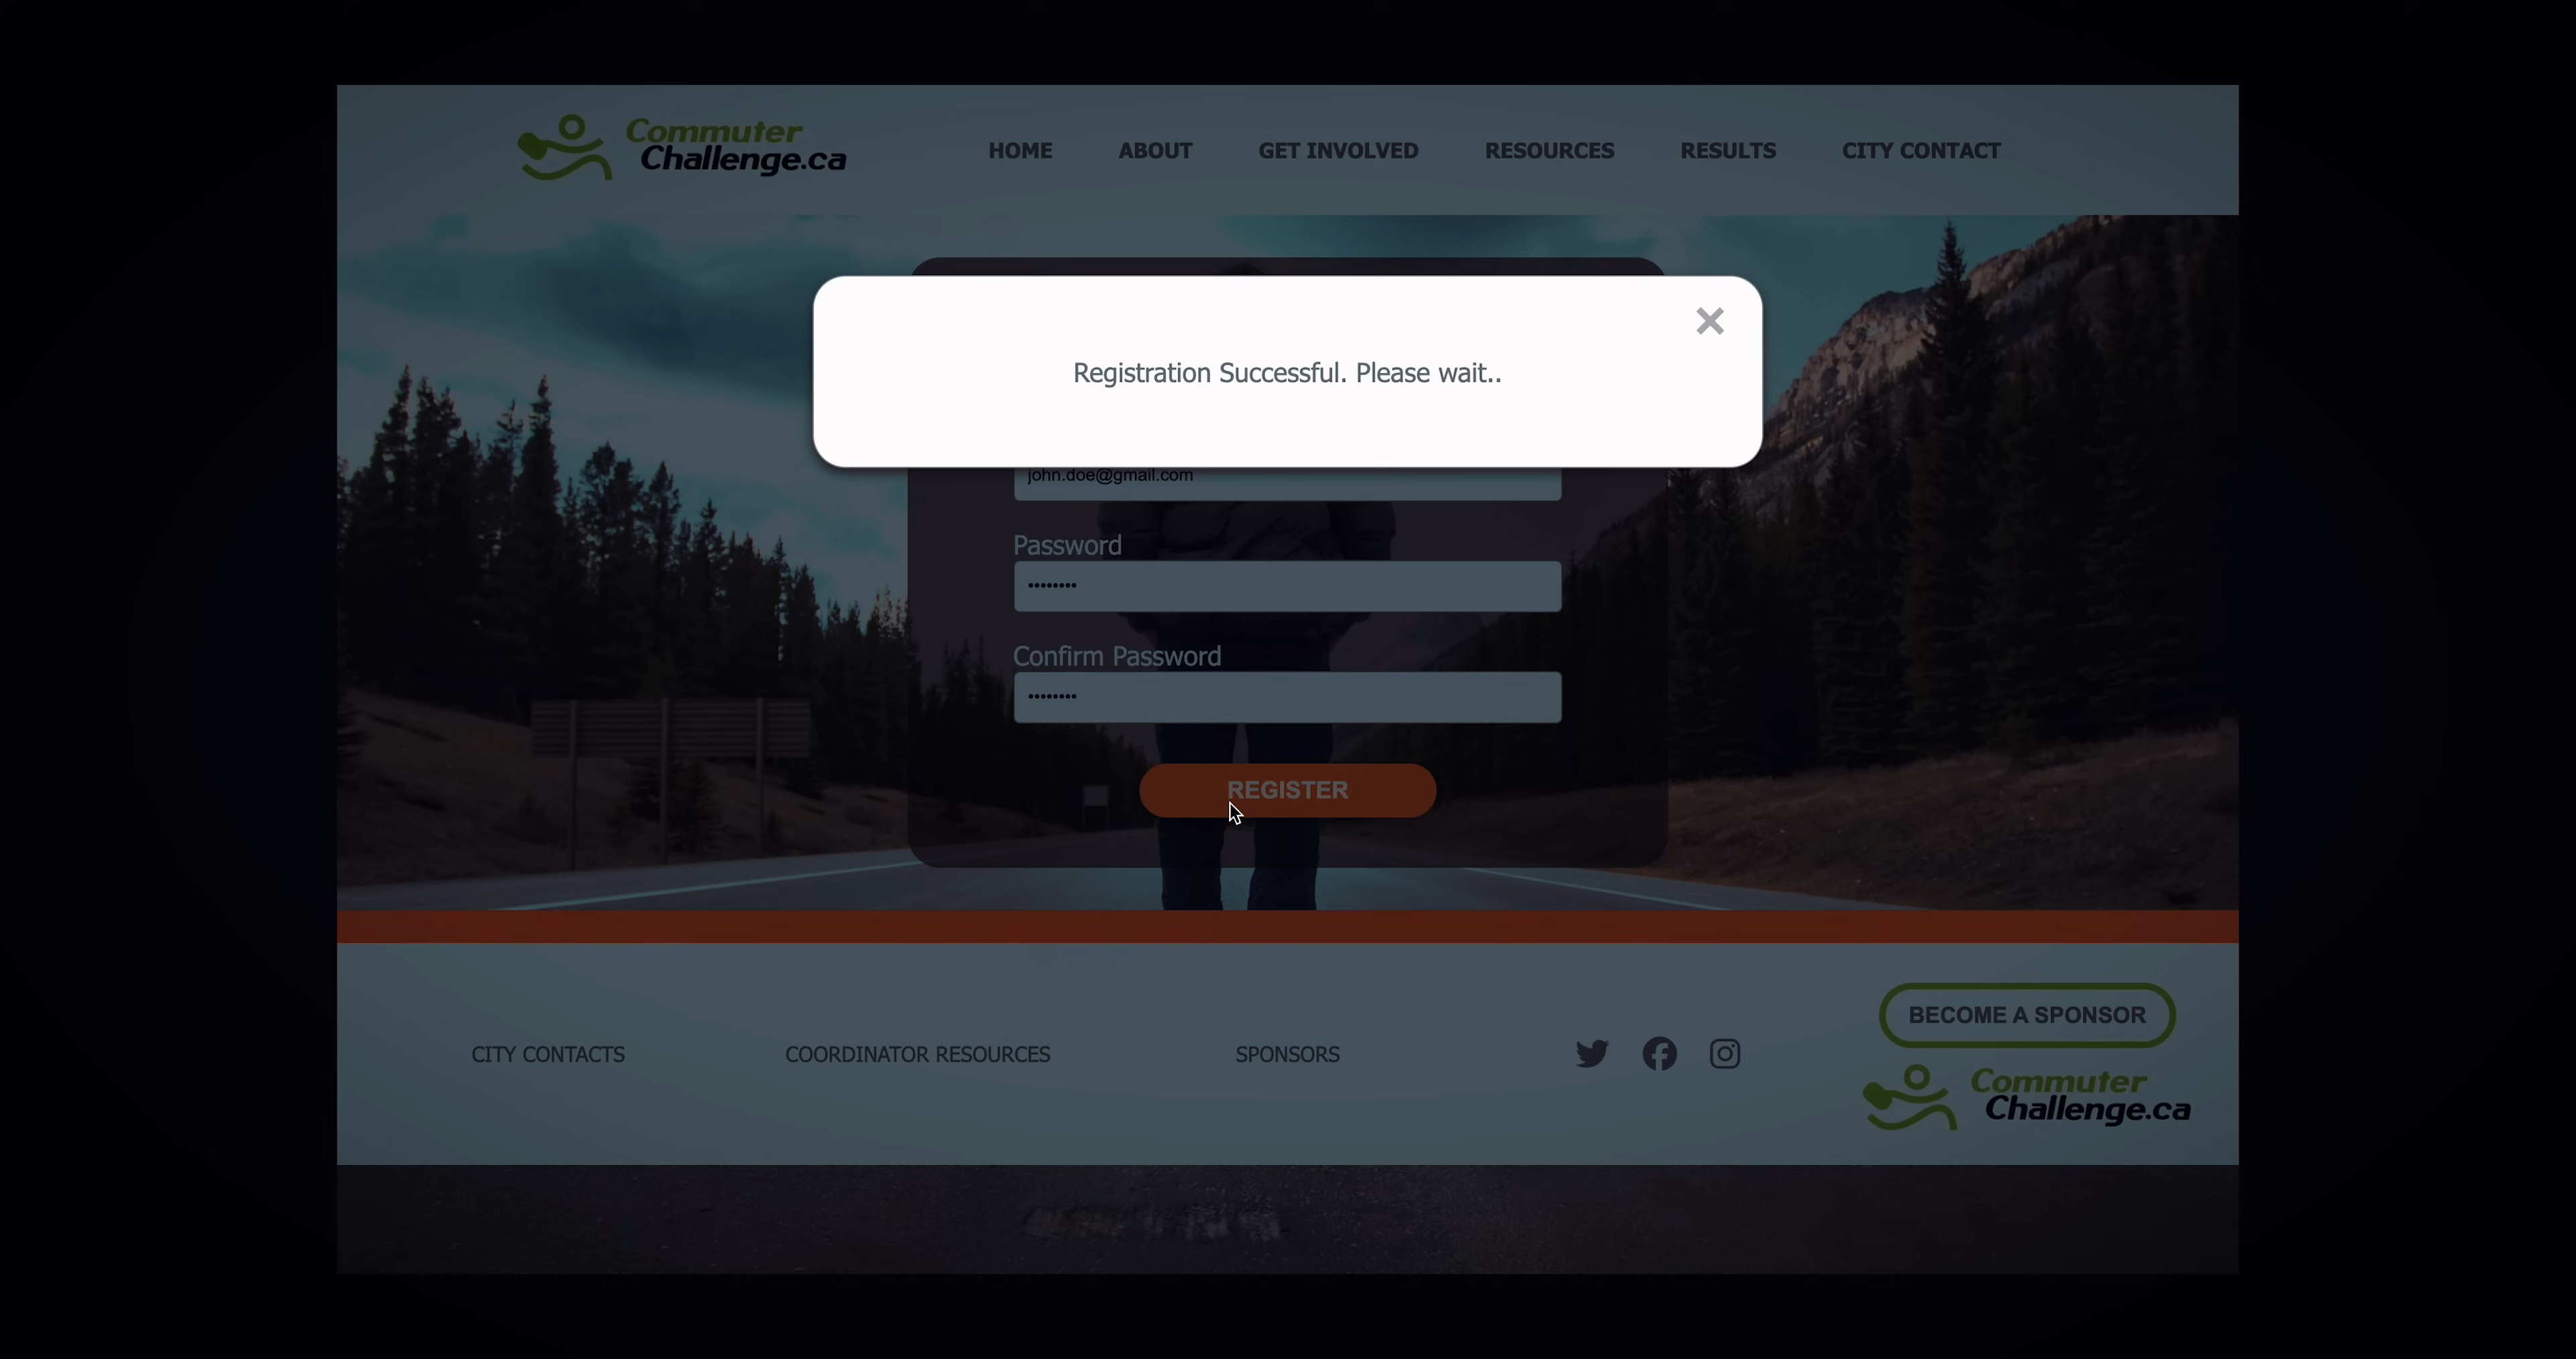 Commuter
Challenge.ca
HOME
ABOUT
GET INVOLVED
RESOURCES
RESULTS
CITY CONTACT
Registration Successful. Please wait..
john.doe@gmail.com
Password
••••••••
Confirm Password
••••••••
REGISTER
CITY CONTACTS
COORDINATOR RESOURCES
SPONSORS
BECOME A SPONSOR
Commuter
Challenge.ca